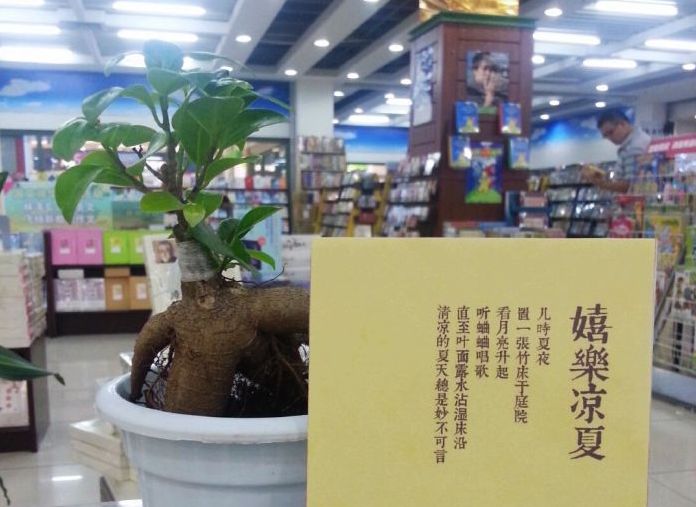 嬉樂凉夏
儿時夏夜
置一張竹床于庭院
看月亮升起
听蛐蛐唱歌
直至叶面露水沾湿床沿
清凉的夏天總是妙不可言